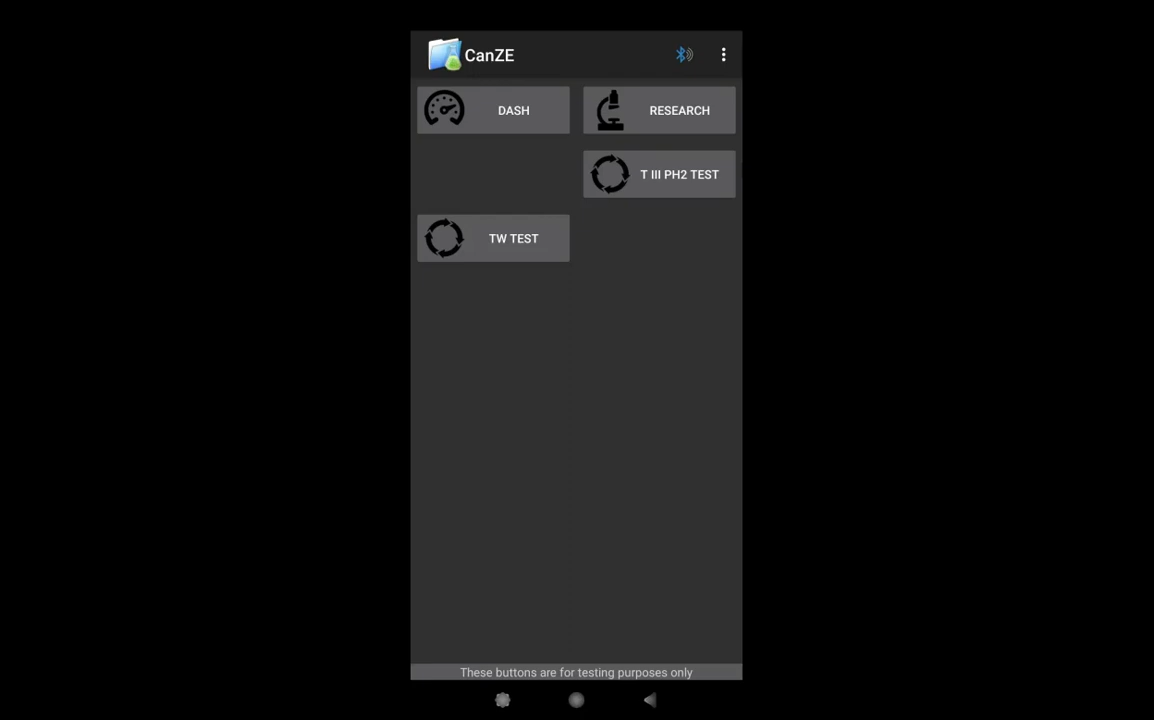 CanZE
DASH
RESEARCH
T III PH2 TEST
TW TEST
These buttons are for testing purposes only